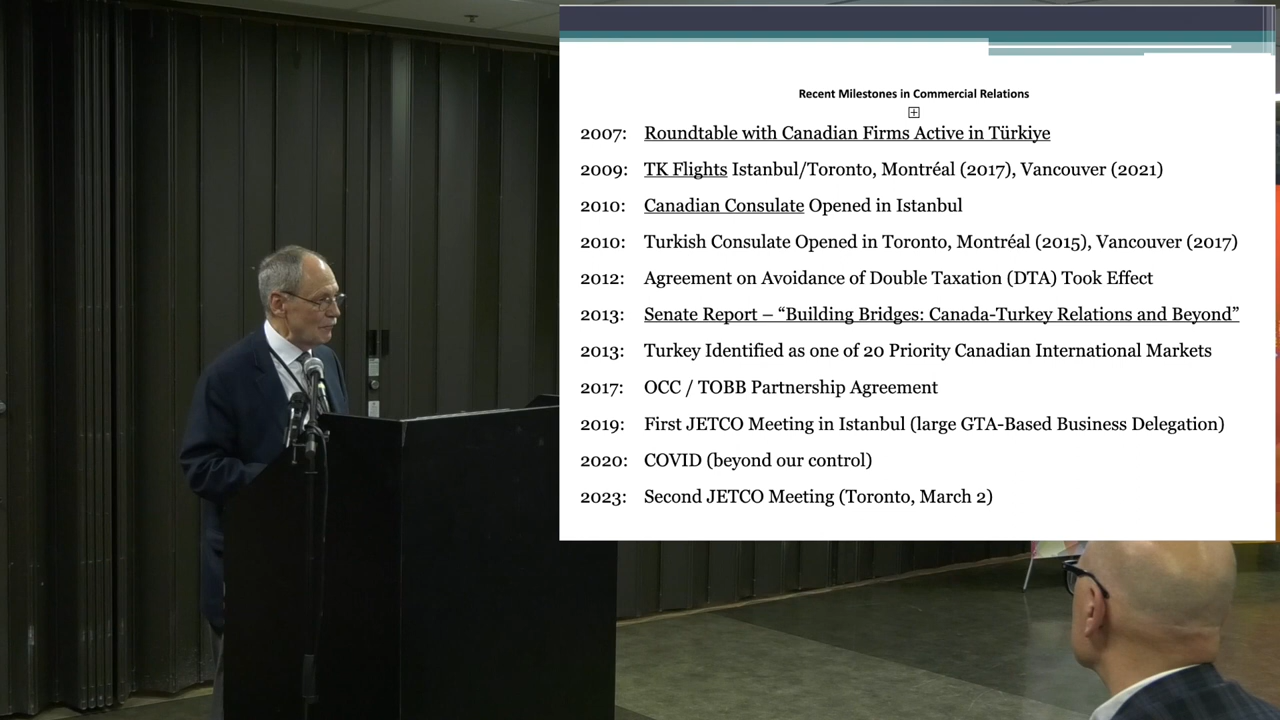 Recent Milestones in Commercial Relations
2007: Roundtable with Canadian Firms Active in Türkiye
2009: TK Flights Istanbul/Toronto, Montréal (2017), Vancouver (2021)
2010: Canadian Consulate Opened in Istanbul
2010: Turkish Consulate Opened in Toronto, Montréal (2015), Vancouver (2017)
2012: Agreement on Avoidance of Double Taxation (DTA) Took Effect
2013: Senate Report – “Building Bridges: Canada-Turkey Relations and Beyond”
2013: Turkey Identified as one of 20 Priority Canadian International Markets
2017: OCC / TOBB Partnership Agreement
2019: First JETCO Meeting in Istanbul (large GTA-Based Business Delegation)
2020: COVID (beyond our control)
2023: Second JETCO Meeting (Toronto, March 2)